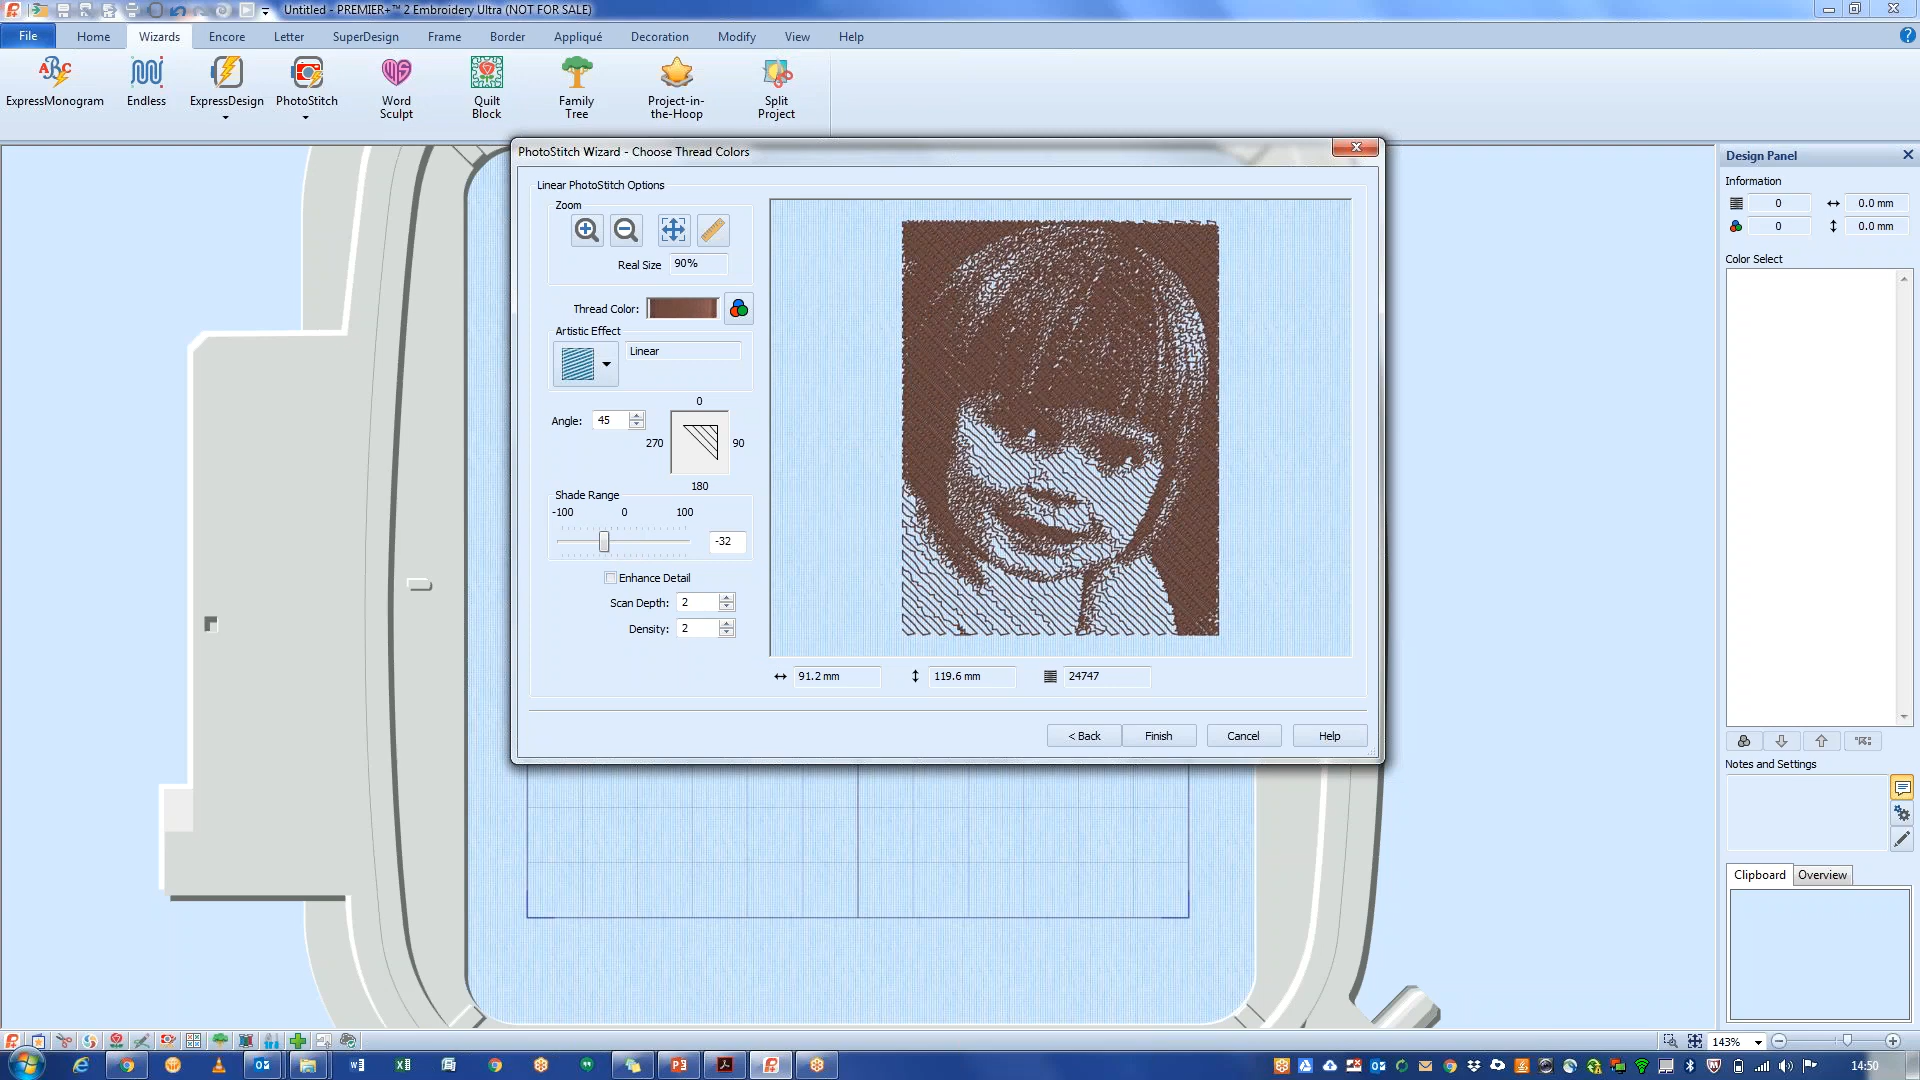 Untitled - PREMIER+™ 2 Embroidery Ultra (NOT FOR SALE)
File Home Wizards Encore Letter SuperDesign Frame Border Appliqué Decoration Modify View Help
ExpressMonogram Endless ExpressDesign PhotoStitch Word Sculpt Quilt Block Family Tree Project-in-the-Hoop Split Project
PhotoStitch Wizard - Choose Thread Colors
Linear PhotoStitch Options
Zoom
Real Size 90%
Thread Color:
Artistic Effect
Linear
Angle: 45
0
270 90
180
Shade Range
-100 0 100
-32
Enhance Detail
Scan Depth: 2
Density: 2
91.2 mm 119.6 mm 24747
< Back Finish Cancel Help
Design Panel
Information
0 0.0 mm
0 0.0 mm
Color Select
Notes and Settings
Clipboard Overview
143%
14:50